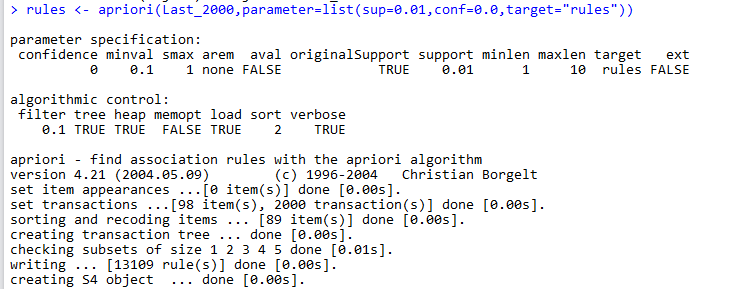 > rules <- apriori(Last_2000,parameter=list(sup=0.01,conf=0.0,target="rules"))
parameter specification:
confidence minval smax arem aval originalSupport support minlen maxlen target ext
0 0.1 1 none FALSE TRUE 0.01 1 10 rules FALSE
algorithmic control:
filter tree heap memopt load sort verbose
0.1 TRUE TRUE FALSE TRUE 2 TRUE
apriori - find association rules with the apriori algorithm
version 4.21 (2004.05.09) (c) 1996-2004 Christian Borgelt
set item appearances ...[0 item(s)] done [0.00s].
set transactions ...[98 item(s), 2000 transaction(s)] done [0.00s].
sorting and recoding items ... [89 item(s)] done [0.00s].
creating transaction tree ... done [0.00s].
checking subsets of size 1 2 3 4 5 done [0.01s].
writing ... [13109 rule(s)] done [0.00s].
creating S4 object ... done [0.00s].